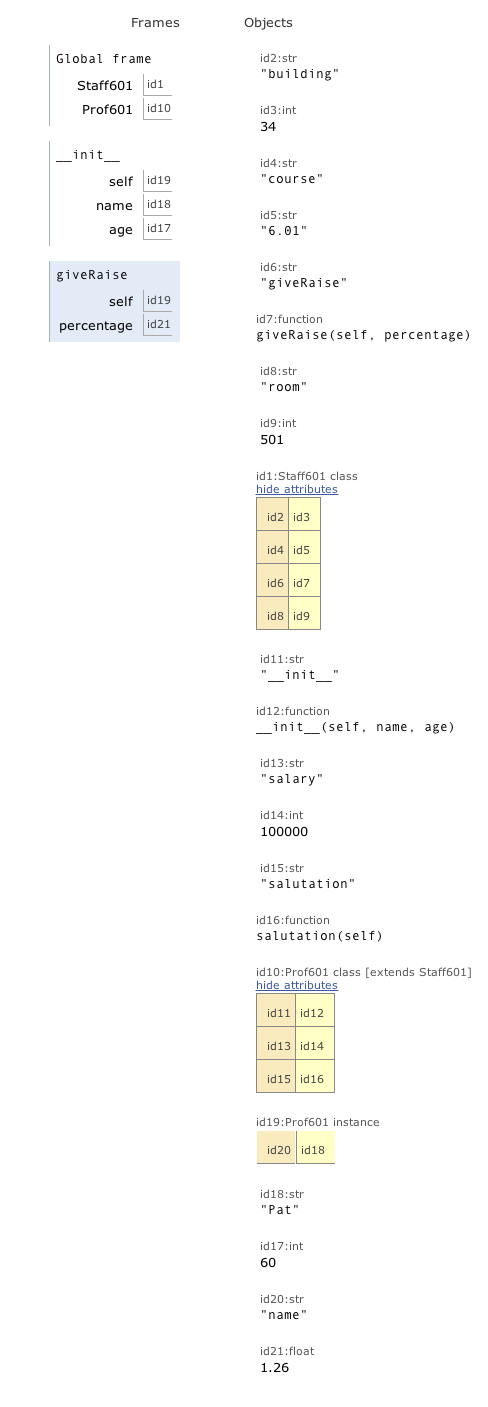 Frames Objects
Global frame
Staff601 id1
Prof601 id10
__init__
self id19
name id18
age id17
giveRaise
self id19
percentage id21
id2:str
"building"
id3:int
34
id4:str
"course"
id5:str
"6.01"
id6:str
"giveRaise"
id7:function
giveRaise(self, percentage)
id8:str
"room"
id9:int
501
id1:Staff601 class
hide attributes
id2 id3
id4 id5
id6 id7
id8 id9
id11:str
"__init__"
id12:function
__init__(self, name, age)
id13:str
"salary"
id14:int
100000
id15:str
"salutation"
id16:function
salutation(self)
id10:Prof601 class [extends Staff601]
hide attributes
id11 id12
id13 id14
id15 id16
id19:Prof601 instance
id20 id18
id18:str
"Pat"
id17:int
60
id20:str
"name"
id21:float
1.26